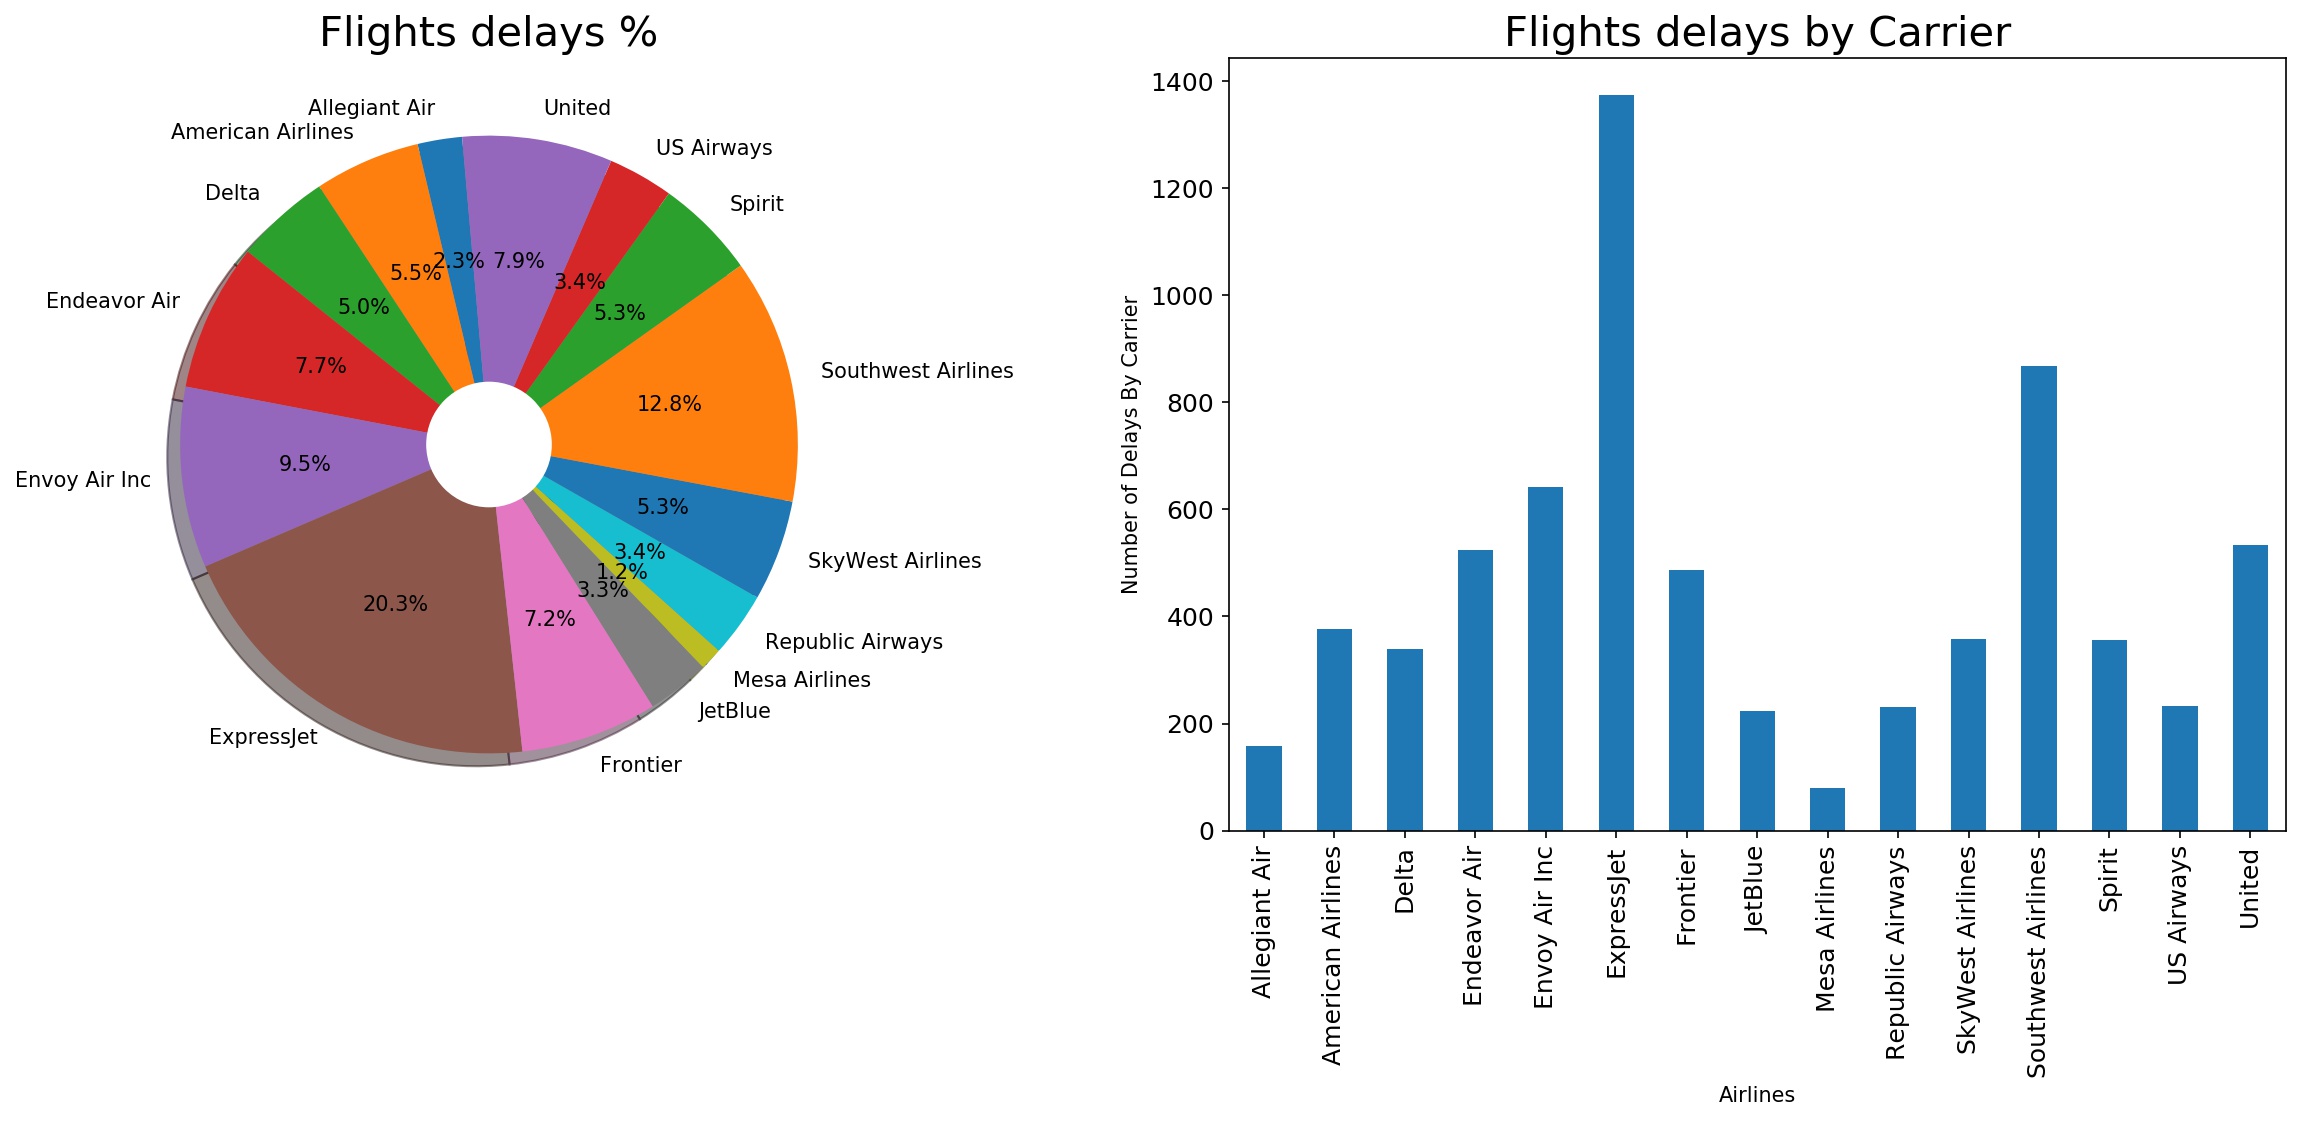 Flights delays %
Allegiant Air
United
American Airlines
US Airways
Delta
Spirit
Endeavor Air
Southwest Airlines
Envoy Air Inc
SkyWest Airlines
Republic Airways
Mesa Airlines
JetBlue
ExpressJet
Frontier
2.3%
7.9%
5.5%
3.4%
5.0%
5.3%
7.7%
12.8%
9.5%
5.3%
3.4%
1.2%
3.3%
20.3%
7.2%
Flights delays by Carrier
Number of Delays By Carrier
1400
1200
1000
800
600
400
200
0
Allegiant Air
American Airlines
Delta
Endeavor Air
Envoy Air Inc
ExpressJet
Frontier
JetBlue
Mesa Airlines
Republic Airways
SkyWest Airlines
Southwest Airlines
Spirit
US Airways
United
Airlines